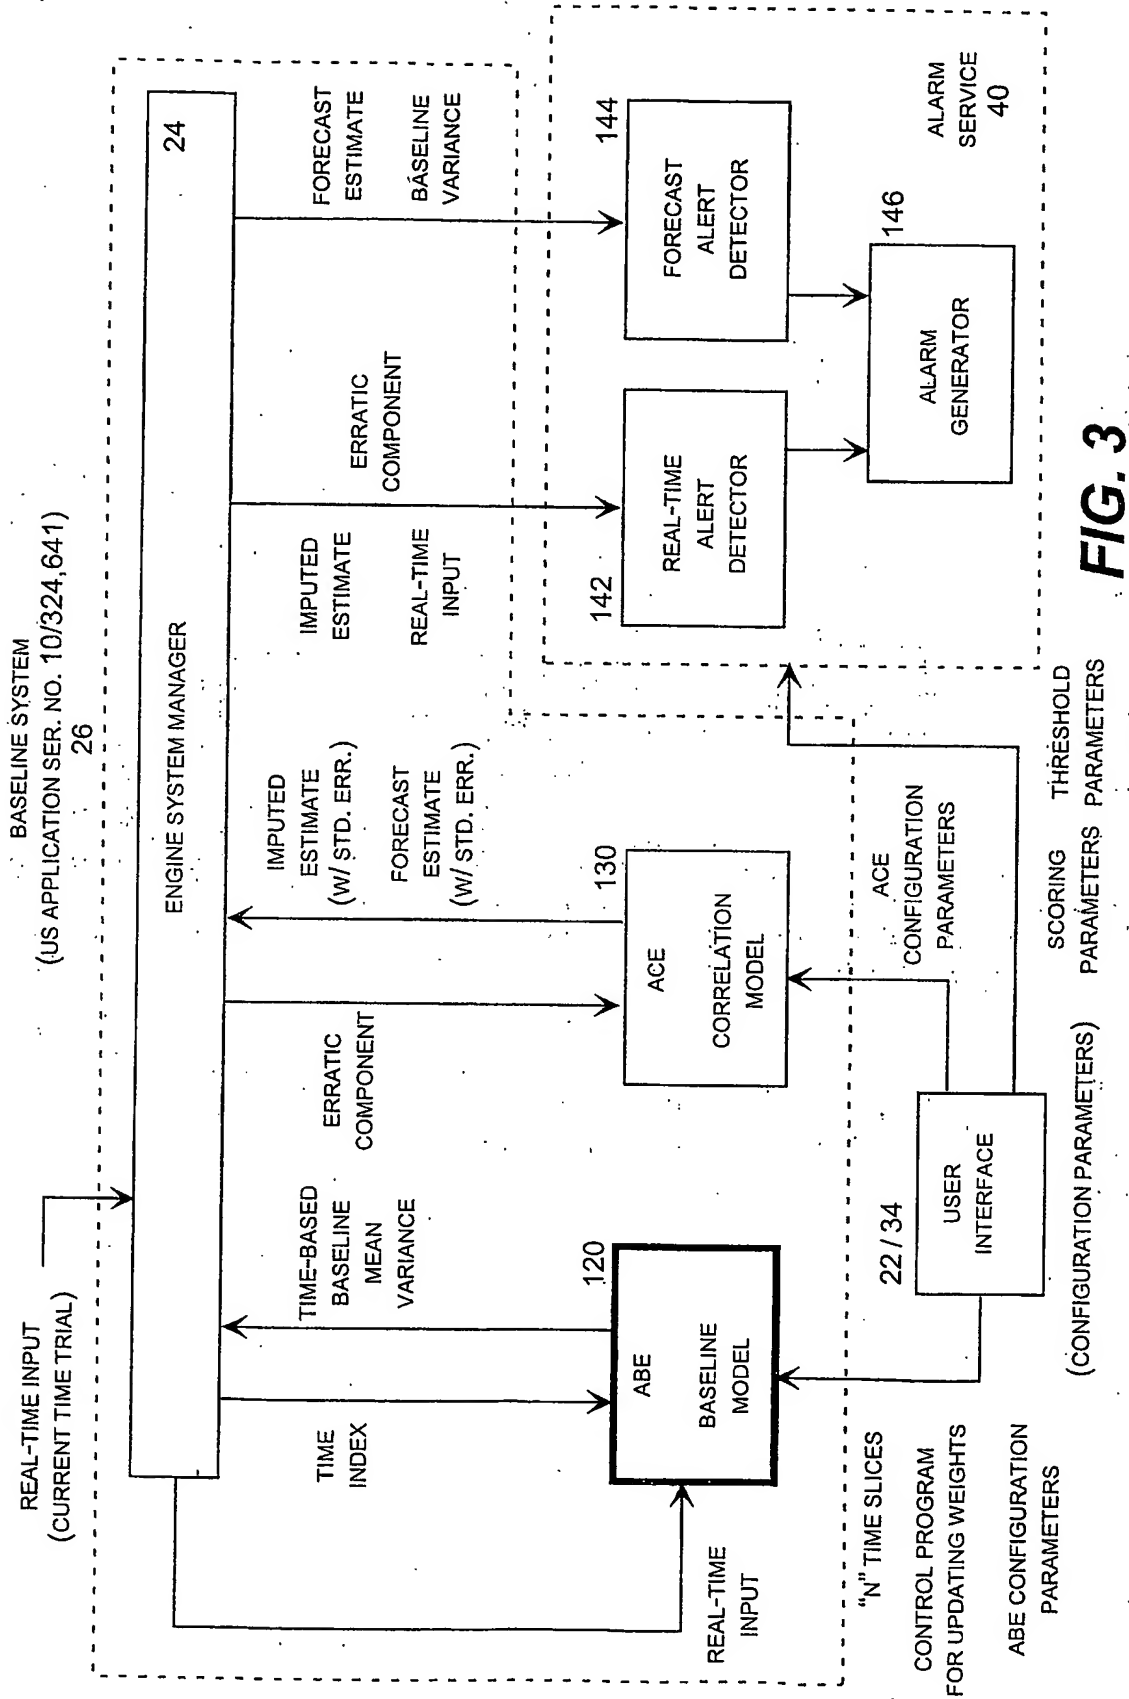 BASELINE SYSTEM
(US APPLICATION SER. NO. 10/324,641)
26
REAL-TIME INPUT
(CURRENT TIME TRIAL)
ENGINE SYSTEM MANAGER
24
TIME
INDEX
TIME-BASED
BASELINE
MEAN
VARIANCE
ERRATIC
COMPONENT
IMPUTED
ESTIMATE
(W/ STD. ERR.)
FORECAST
ESTIMATE
(W/ STD. ERR.)
IMPUTED
ESTIMATE
REAL-TIME
INPUT
ERRATIC
COMPONENT
FORECAST
ESTIMATE
BASELINE
VARIANCE
REAL-TIME
INPUT
120
ABE
BASELINE
MODEL
130
ACE
CORRELATION
MODEL
142
REAL-TIME
ALERT
DETECTOR
144
FORECAST
ALERT
DETECTOR
146
ALARM
GENERATOR
ALARM
SERVICE
40
"N" TIME SLICES
CONTROL PROGRAM
FOR UPDATING WEIGHTS
ABE CONFIGURATION
PARAMETERS
22 / 34
USER
INTERFACE
(CONFIGURATION PARAMETERS)
ACE
CONFIGURATION
PARAMETERS
SCORING
PARAMETERS
THRESHOLD
PARAMETERS
FIG. 3